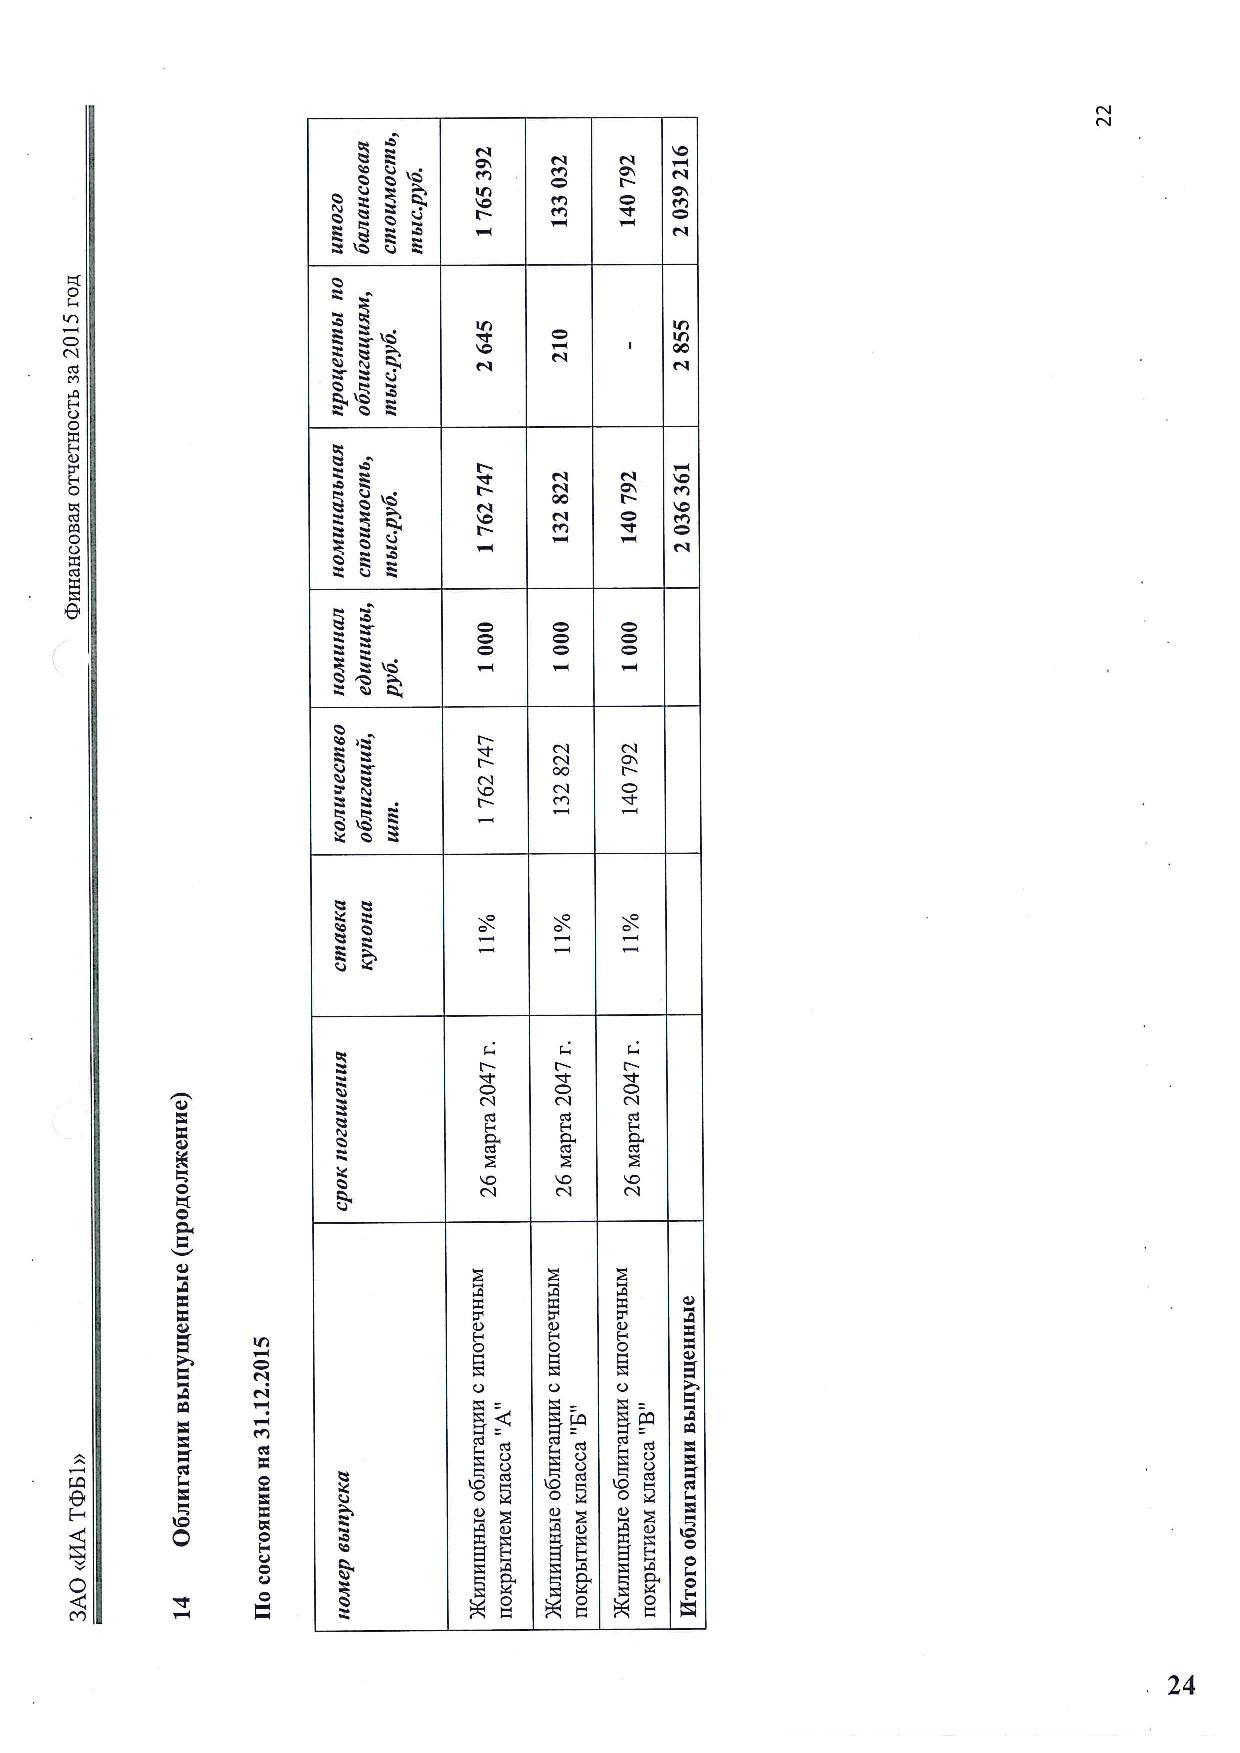 ЗАО «ИА ТФБ1» Финансовая отчетность за 2015 год
14 Облигации выпущенные (продолжение)
По состоянию на 31.12.2015
номер выпуска срок погашения ставка количество номинал номинальная проценты по итого
купона облигаций, единицы, стоимость, облигациям, балансовая
шт. руб. тыс.руб. тыс.руб. стоимость,
тыс.руб.
Жилищные облигации с ипотечным 26 марта 2047 г. 11% 1 762 747 1 000 1 762 747 2 645 1 765 392
покрытием класса "А"
Жилищные облигации с ипотечным 26 марта 2047 г. 11% 132 822 1 000 132 822 210 133 032
покрытием класса "Б"
Жилищные облигации с ипотечным 26 марта 2047 г. 11% 140 792 1 000 140 792 - 140 792
покрытием класса "В"
Итого облигации выпущенные 2 036 361 2 855 2 039 216
22
24